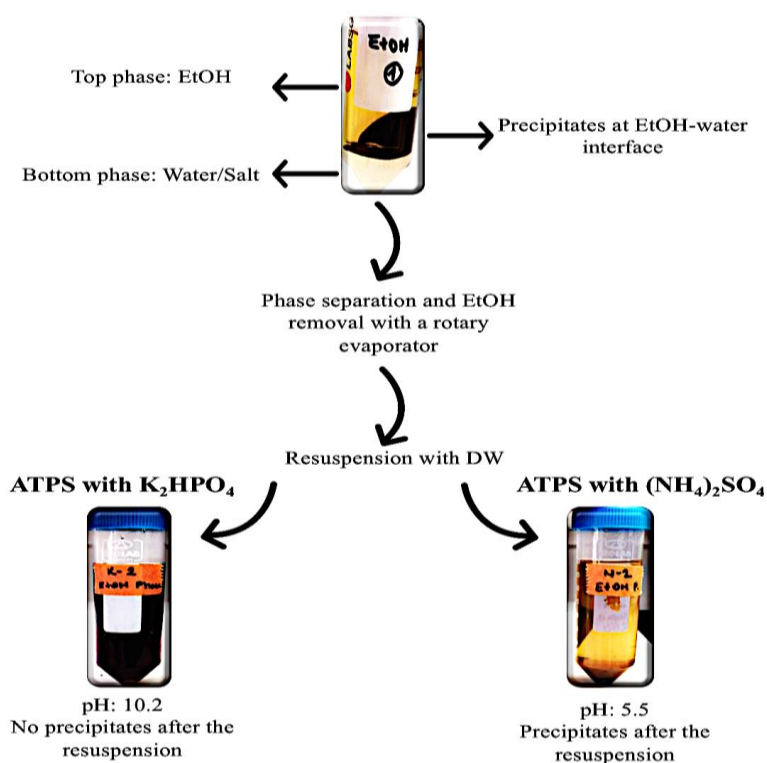 EtOH
1
Top phase: EtOH
Precipitates at EtOH-water
interface
Bottom phase: Water/Salt
Phase separation and EtOH
removal with a rotary
evaporator
Resuspension with DW
ATPS with K₂HPO₄
ATPS with (NH₄)₂SO₄
K-2
EtOH
N-2
EtOH P.
pH: 10.2
No precipitates after the
resuspension
pH: 5.5
Precipitates after the
resuspension